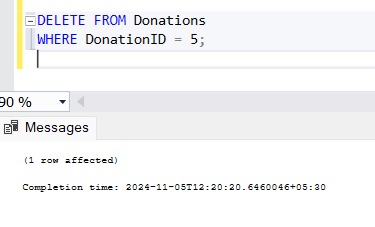 DELETE FROM Donations
WHERE DonationID = 5;
90 %
Messages
(1 row affected)
Completion time: 2024-11-05T12:20:20.6460046+05:30